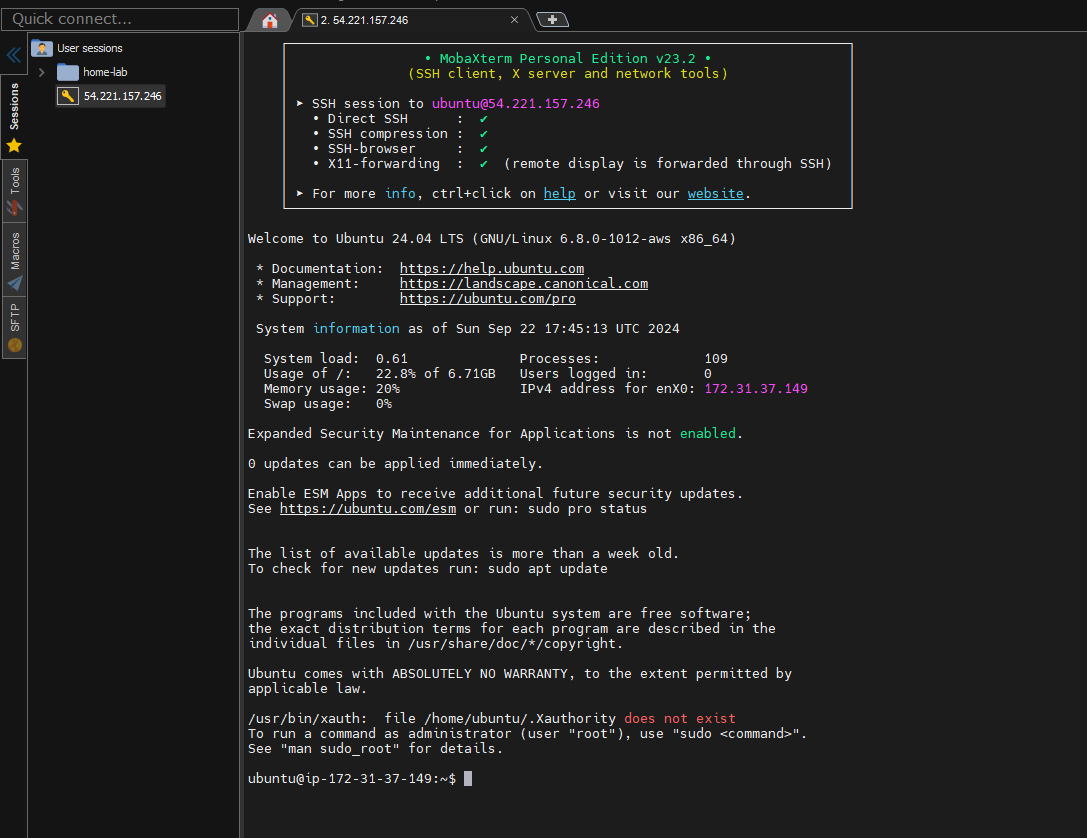 Quick connect...
2. 54.221.157.246
User sessions
home-lab
54.221.157.246
Sessions
Tools
Macros
SFTP
• MobaXterm Personal Edition v23.2 •
(SSH client, X server and network tools)
➤ SSH session to ubuntu@54.221.157.246
• Direct SSH : ✔
• SSH compression : ✔
• SSH-browser : ✔
• X11-forwarding : ✔ (remote display is forwarded through SSH)
➤ For more info, ctrl+click on help or visit our website.
Welcome to Ubuntu 24.04 LTS (GNU/Linux 6.8.0-1012-aws x86_64)
* Documentation: https://help.ubuntu.com
* Management: https://landscape.canonical.com
* Support: https://ubuntu.com/pro
System information as of Sun Sep 22 17:45:13 UTC 2024
System load: 0.61 Processes: 109
Usage of /: 22.8% of 6.71GB Users logged in: 0
Memory usage: 20% IPv4 address for enX0: 172.31.37.149
Swap usage: 0%
Expanded Security Maintenance for Applications is not enabled.
0 updates can be applied immediately.
Enable ESM Apps to receive additional future security updates.
See https://ubuntu.com/esm or run: sudo pro status
The list of available updates is more than a week old.
To check for new updates run: sudo apt update
The programs included with the Ubuntu system are free software;
the exact distribution terms for each program are described in the
individual files in /usr/share/doc/*/copyright.
Ubuntu comes with ABSOLUTELY NO WARRANTY, to the extent permitted by
applicable law.
/usr/bin/xauth: file /home/ubuntu/.Xauthority does not exist
To run a command as administrator (user "root"), use "sudo <command>".
See "man sudo_root" for details.
ubuntu@ip-172-31-37-149:~$